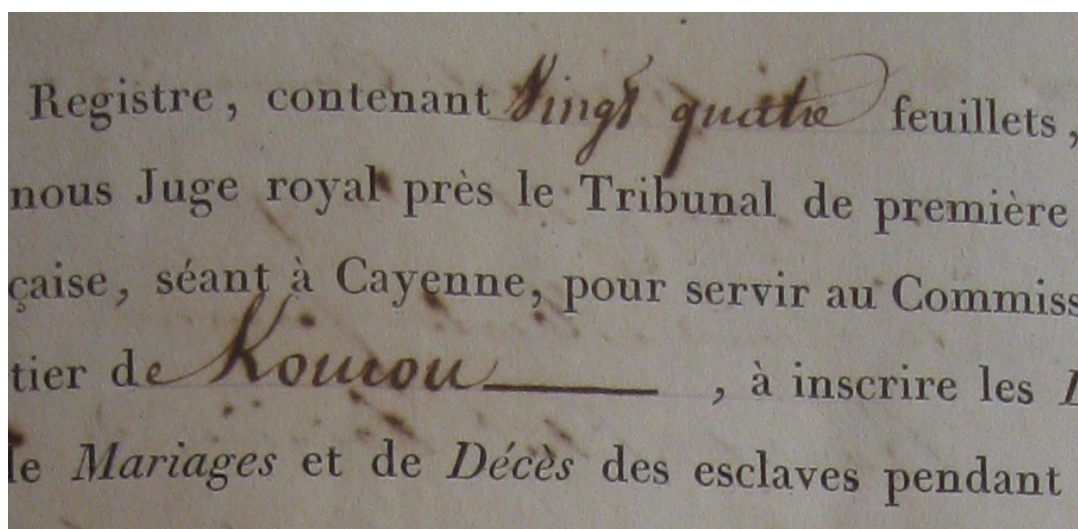 Registre, contenant Vingt quatre feuillets,
nous Juge royal près le Tribunal de première
çaise, séant à Cayenne, pour servir au Commiss
tier de Kourou ———, à inscrire les
le Mariages et de Décès des esclaves pendant